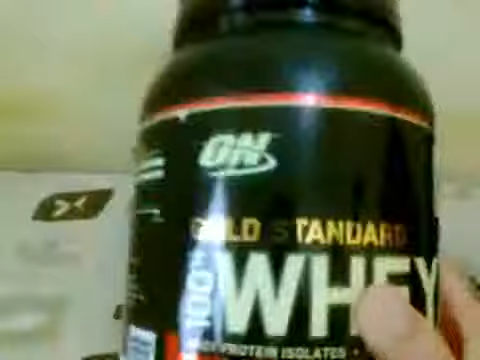 ON
GOLD STANDARD
100%
WHEY
PROTEIN ISOLATES